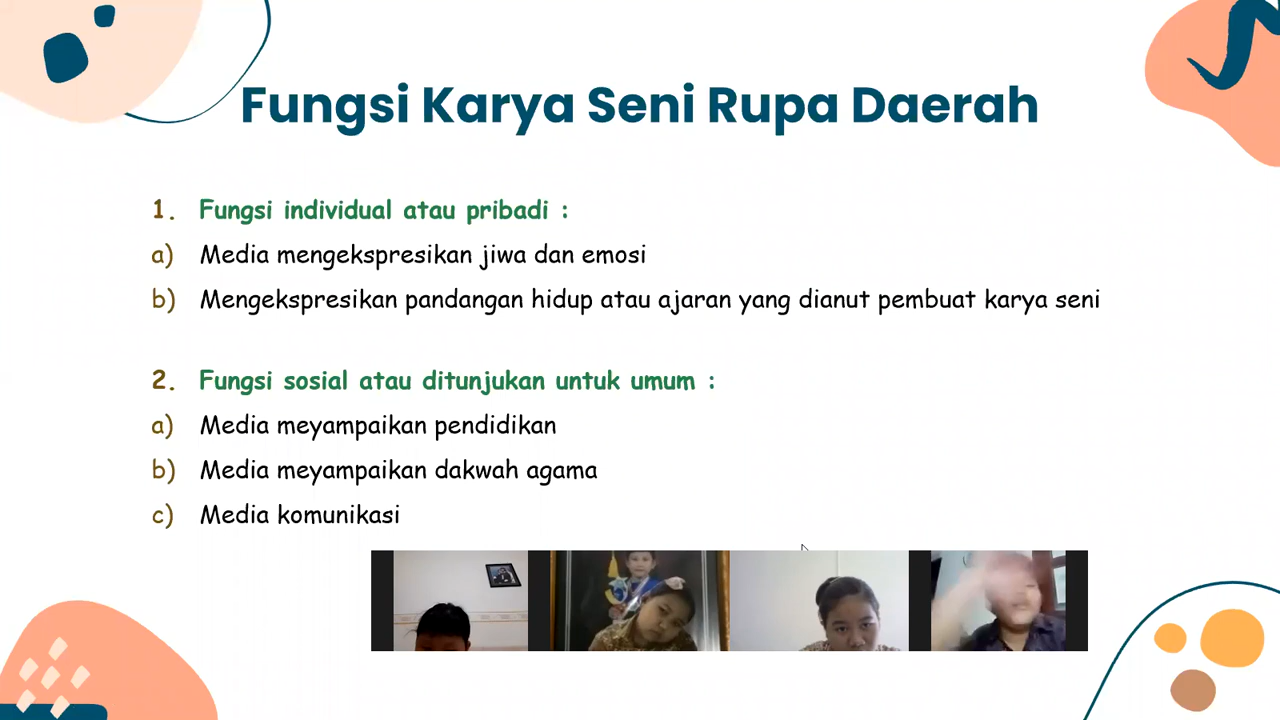 Fungsi Karya Seni Rupa Daerah
1. Fungsi individual atau pribadi :
a) Media mengekspresikan jiwa dan emosi
b) Mengekspresikan pandangan hidup atau ajaran yang dianut pembuat karya seni
2. Fungsi sosial atau ditunjukan untuk umum :
a) Media meyampaikan pendidikan
b) Media meyampaikan dakwah agama
c) Media komunikasi